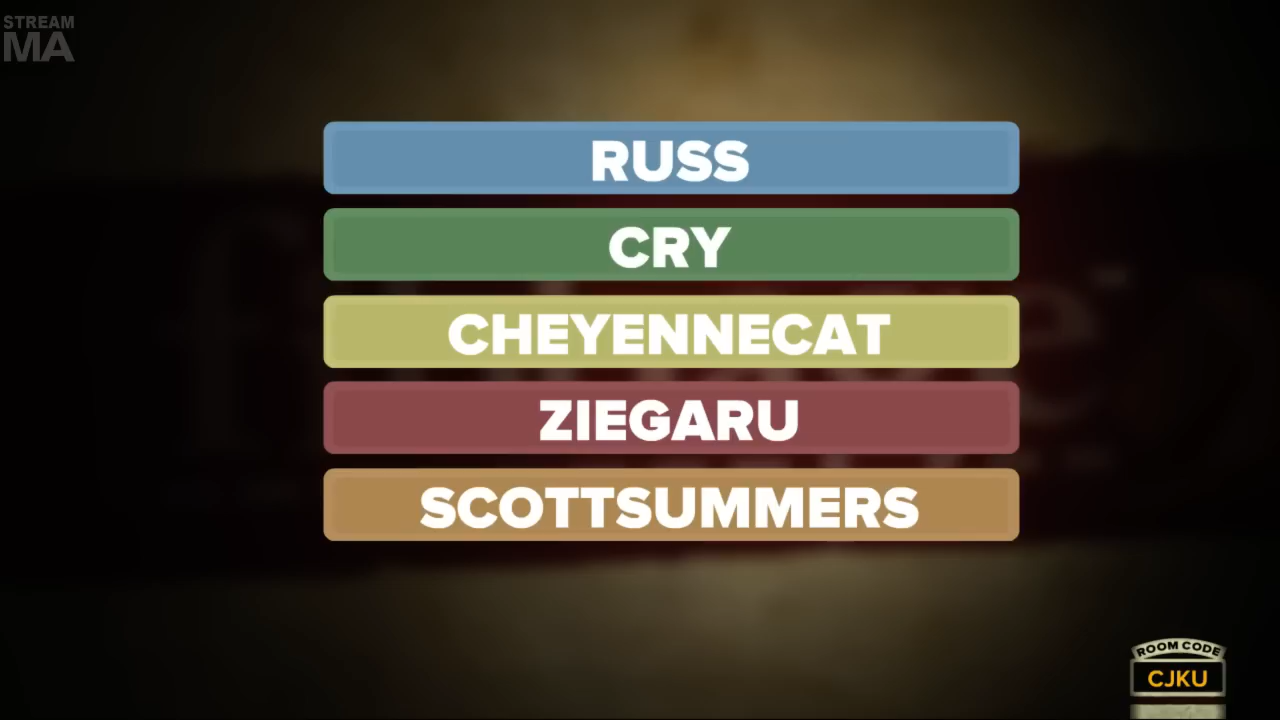 STREAM
MA
RUSS
CRY
CHEYENNECAT
ZIEGARU
SCOTTSUMMERS
ROOM CODE
CJKU